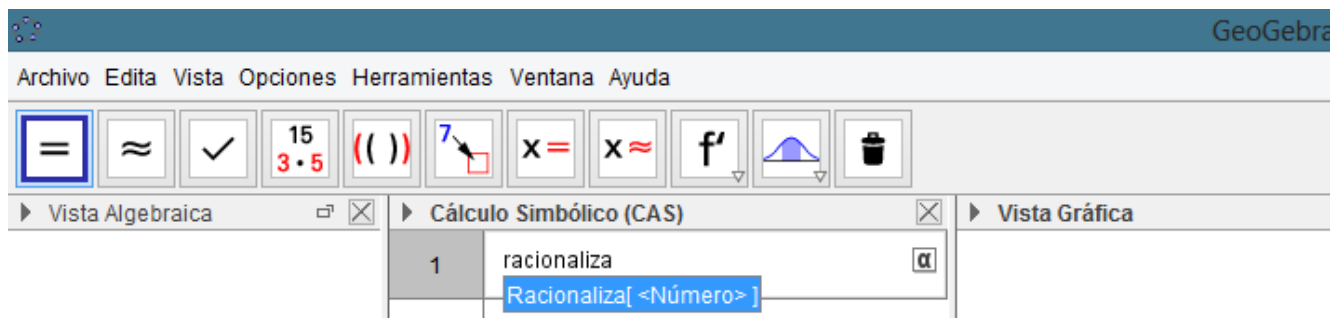 GeoGebra
Archivo Edita Vista Opciones Herramientas Ventana Ayuda
= ≈ ✓ 15 3·5 (( )) 7 x= x≈ f′
Vista Algebraica Cálculo Simbólico (CAS) Vista Gráfica
1 racionaliza α
Racionaliza[ <Número> ]